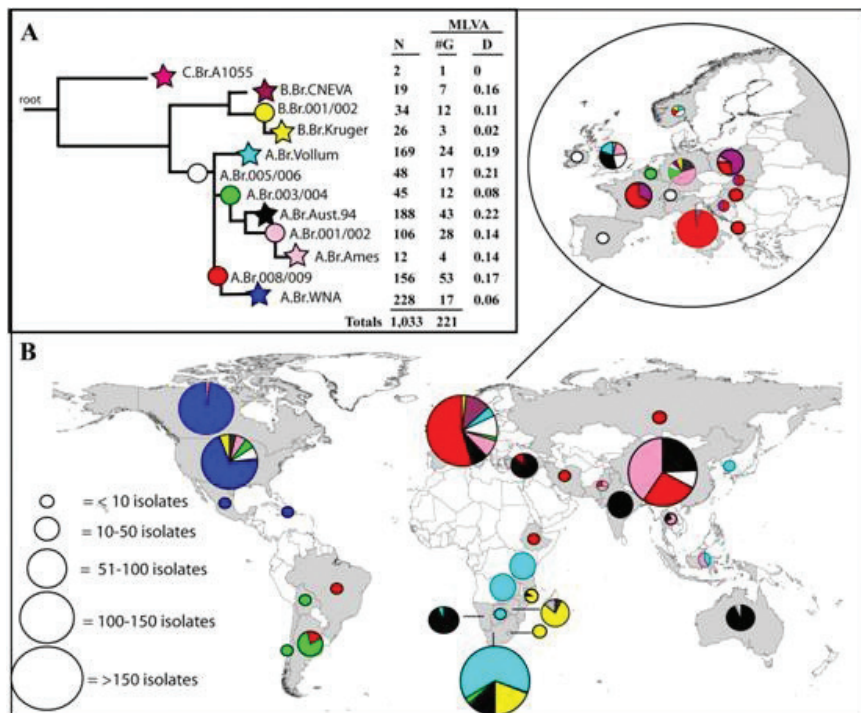 A
MLVA
N #G D
root
C.Br.A1055 2 1 0
B.Br.CNEVA 19 7 0.16
B.Br.001/002 34 12 0.11
B.Br.Kruger 26 3 0.02
A.Br.Vollum 169 24 0.19
A.Br.005/006 48 17 0.21
A.Br.003/004 45 12 0.08
A.Br.Aust.94 188 43 0.22
A.Br.001/002 106 28 0.14
A.Br.Ames 12 4 0.14
A.Br.008/009 156 53 0.17
A.Br.WNA 228 17 0.06
Totals 1,033 221
B
= < 10 isolates
= 10-50 isolates
= 51-100 isolates
= 100-150 isolates
= >150 isolates